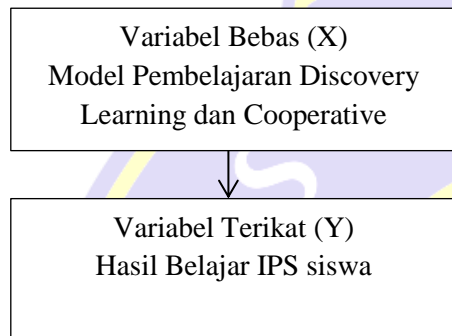 Variabel Bebas (X)
Model Pembelajaran Discovery
Learning dan Cooperative
Variabel Terikat (Y)
Hasil Belajar IPS siswa